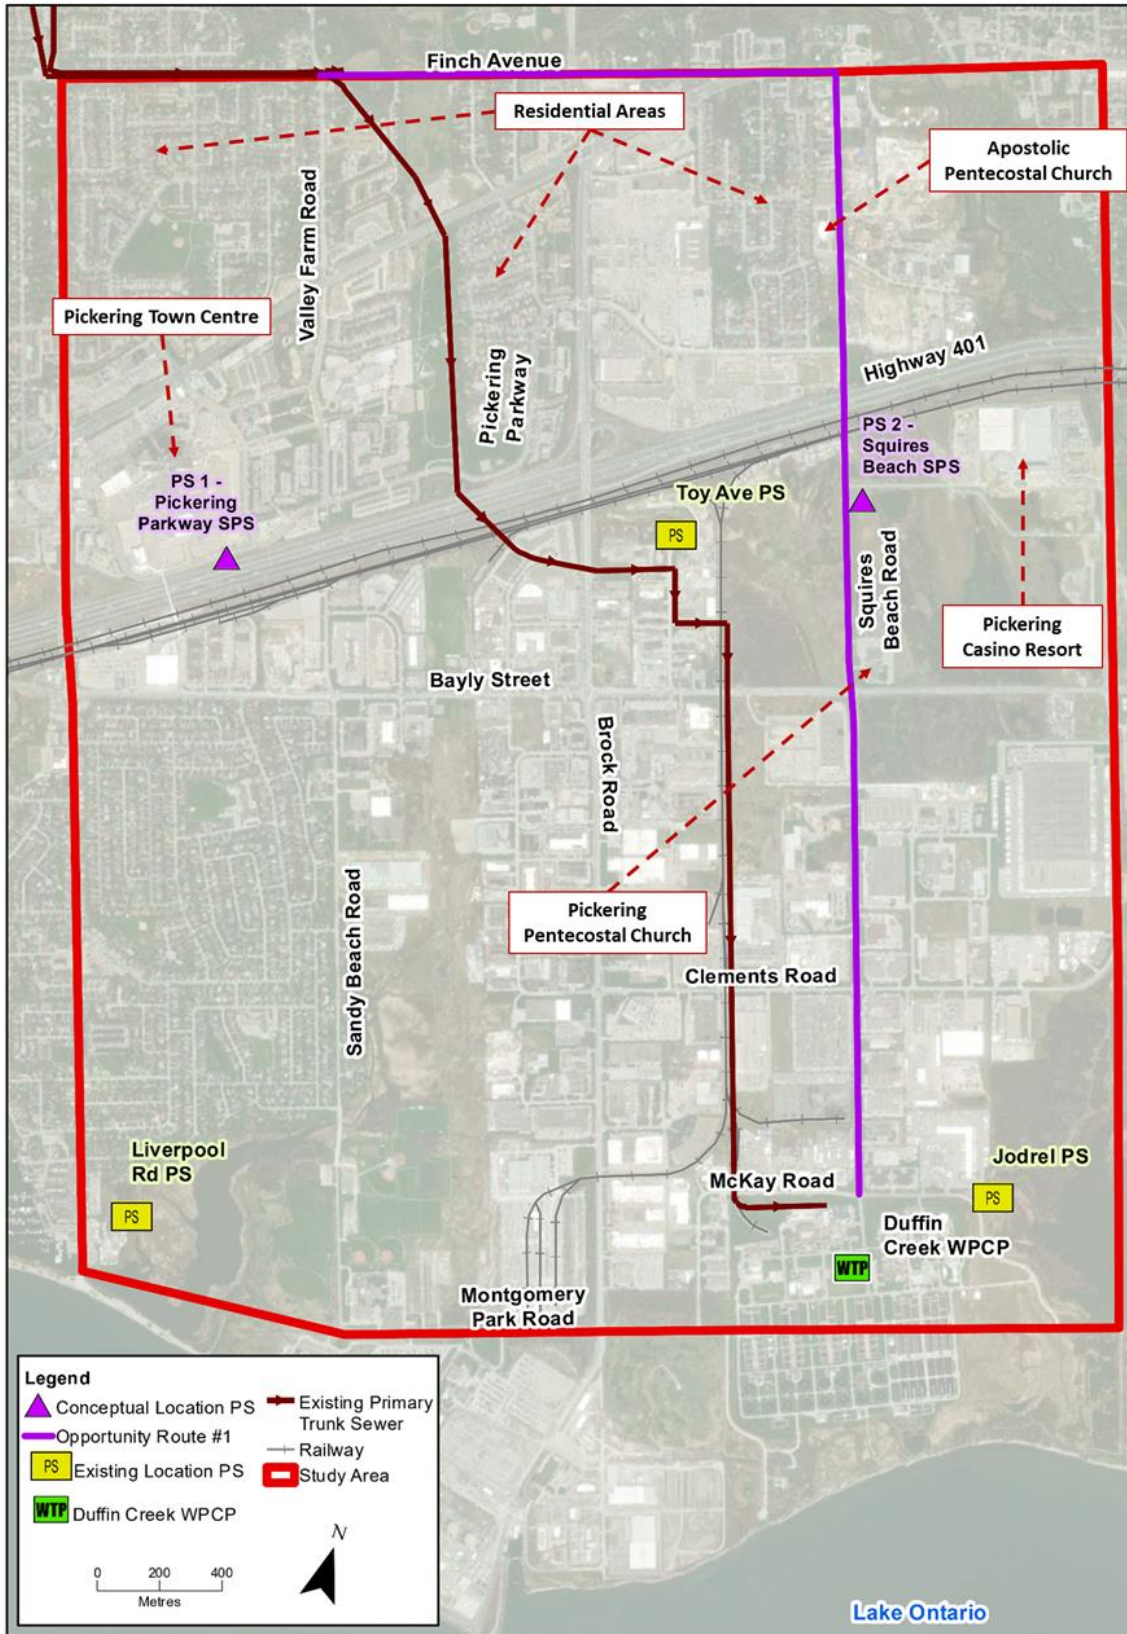 Finch Avenue
Residential Areas
Apostolic
Pentecostal Church
Valley Farm Road
Pickering Town Centre
Pickering
Parkway
Highway 401
PS 1 -
Pickering
Parkway SPS
PS 2 -
Squires
Beach SPS
Toy Ave PS
PS
Squires
Beach Road
Pickering
Casino Resort
Bayly Street
Brock Road
Sandy Beach Road
Pickering
Pentecostal Church
Clements Road
Liverpool
Rd PS
PS
McKay Road
Jodrel PS
PS
Duffin
Creek WPCP
WTP
Montgomery
Park Road
Legend
Conceptual Location PS
Opportunity Route #1
PS Existing Location PS
WTP Duffin Creek WPCP
Existing Primary
Trunk Sewer
Railway
Study Area
N
0 200 400
Metres
Lake Ontario